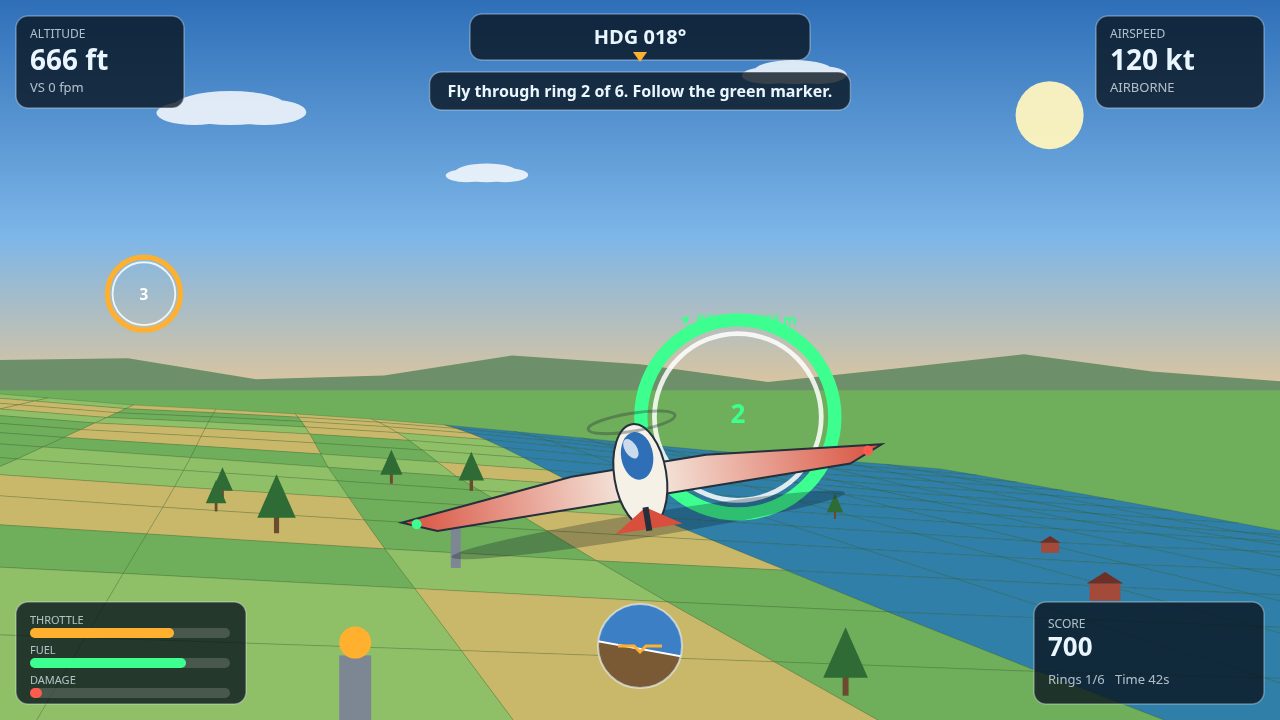 ALTITUDE
666 ft
VS 0 fpm
HDG 018°
Fly through ring 2 of 6. Follow the green marker.
AIRSPEED
120 kt
AIRBORNE
3
2
THROTTLE
FUEL
DAMAGE
SCORE
700
Rings 1/6 Time 42s